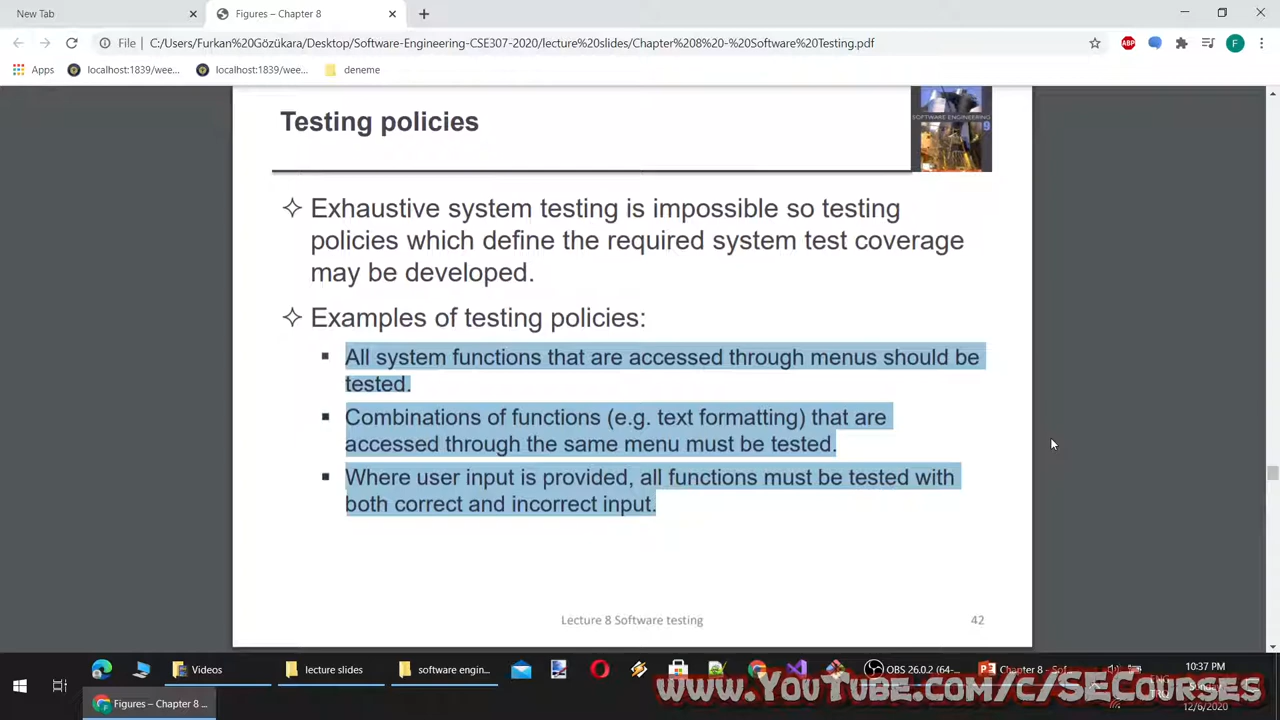 New Tab
Figures – Chapter 8
File
C:/Users/Furkan%20Gözükara/Desktop/Software-Engineering-CSE307-2020/lecture%20slides/Chapter%208%20-%20Software%20Testing.pdf
ABP
F
Apps
localhost:1839/wee...
localhost:1839/wee...
deneme
Testing policies
SOFTWARE ENGINEERING
9
Exhaustive system testing is impossible so testing
policies which define the required system test coverage
may be developed.
Examples of testing policies:
All system functions that are accessed through menus should be
tested.
Combinations of functions (e.g. text formatting) that are
accessed through the same menu must be tested.
Where user input is provided, all functions must be tested with
both correct and incorrect input.
Lecture 8 Software testing
42
Videos
lecture slides
software engin...
OBS 26.0.2 (64-...
Chapter 8 - Sof...
10:37 PM
Sunday
12/6/2020
Figures – Chapter 8 ...
www.YouTube.com/c/SECourses